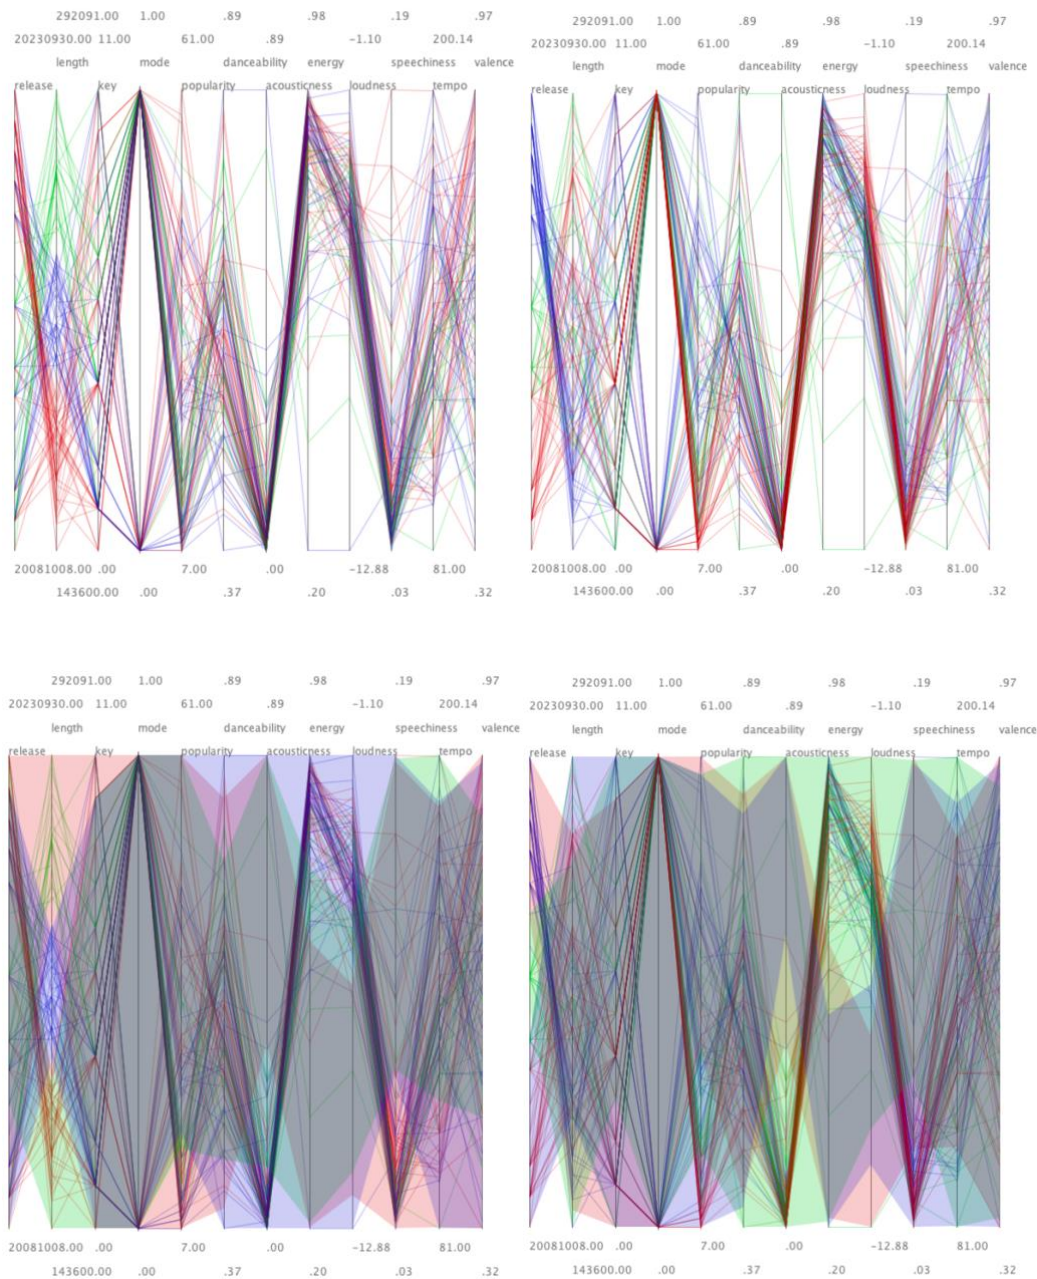 292091.00 1.00 .89 .98 .19 .97
20230930.00 11.00 61.00 .89 −1.10 200.14
length mode danceability energy speechiness valence
release key popularity acousticness loudness tempo
20081008.00 .00 7.00 .00 −12.88 81.00
143600.00 .00 .37 .20 .03 .32
292091.00 1.00 .89 .98 .19 .97
20230930.00 11.00 61.00 .89 −1.10 200.14
length mode danceability energy speechiness valence
release key popularity acousticness loudness tempo
20081008.00 .00 7.00 .00 −12.88 81.00
143600.00 .00 .37 .20 .03 .32
292091.00 1.00 .89 .98 .19 .97
20230930.00 11.00 61.00 .89 −1.10 200.14
length mode danceability energy speechiness valence
release key popularity acousticness loudness tempo
20081008.00 .00 7.00 .00 −12.88 81.00
143600.00 .00 .37 .20 .03 .32
292091.00 1.00 .89 .98 .19 .97
20230930.00 11.00 61.00 .89 −1.10 200.14
length mode danceability energy speechiness valence
release key popularity acousticness loudness tempo
20081008.00 .00 7.00 .00 −12.88 81.00
143600.00 .00 .37 .20 .03 .32